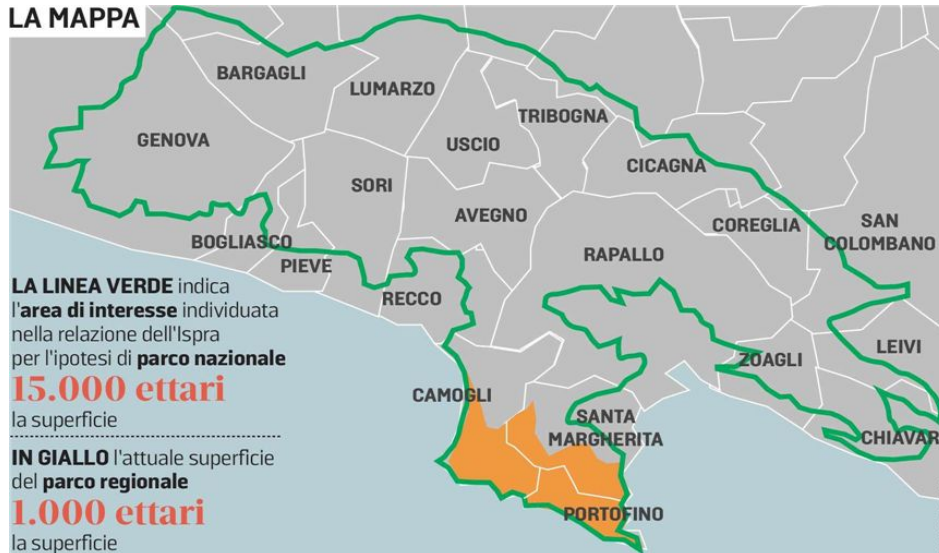 LA MAPPA
BARGAGLI
LUMARZO
TRIBOGNA
GENOVA
USCIO
CICAGNA
SORI
AVEGNO
COREGLIA
SAN
COLOMBANO
BOGLIASCO
RAPALLO
PIEVE
RECCO
LEIVI
ZOAGLI
CAMOGLI
SANTA
MARGHERITA
CHIAVARI
PORTOFINO
LA LINEA VERDE indica
l'area di interesse individuata
nella relazione dell'Ispra
per l'ipotesi di parco nazionale
15.000 ettari
la superficie
IN GIALLO l'attuale superficie
del parco regionale
1.000 ettari
la superficie